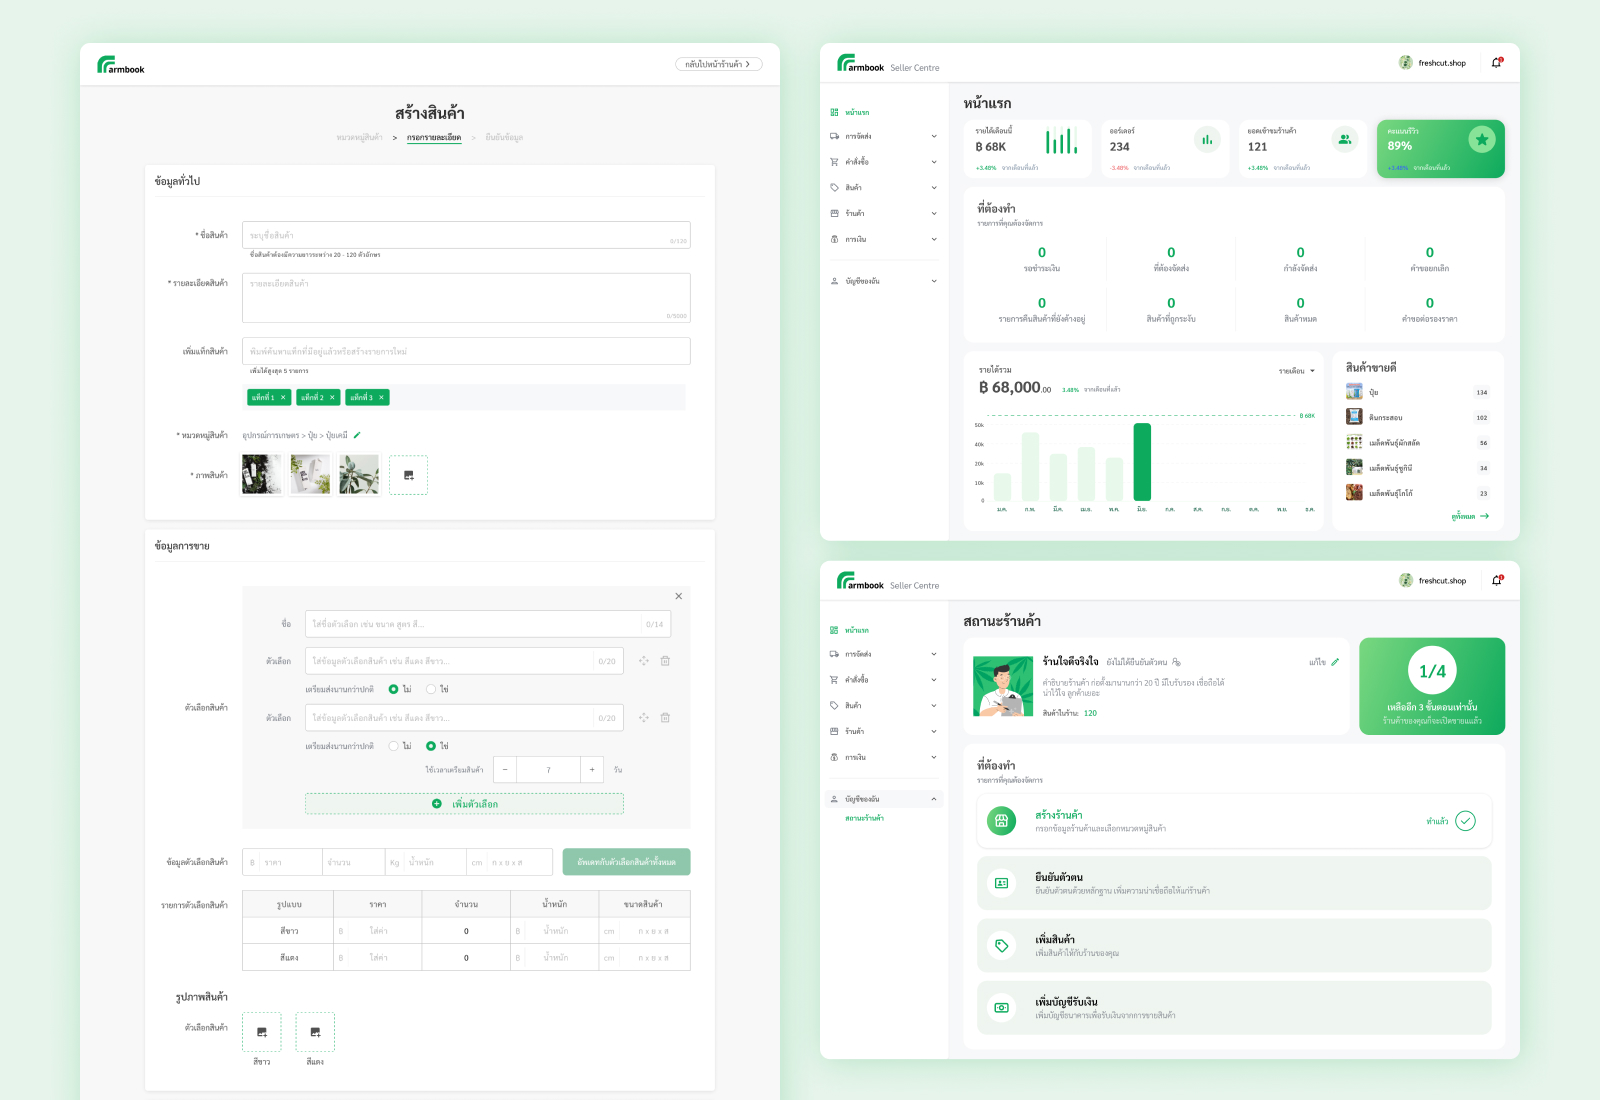 armbook
กลับไปหน้าร้านค้า >
สร้างสินค้า
หมวดหมู่สินค้า > กรอกรายละเอียด > ยืนยันข้อมูล
ข้อมูลทั่วไป
* ชื่อสินค้า
ระบุชื่อสินค้า
0/120
ชื่อสินค้าต้องมีความยาวระหว่าง 20 - 120 ตัวอักษร
* รายละเอียดสินค้า
รายละเอียดสินค้า
0/5000
เพิ่มแท็กสินค้า
พิมพ์ค้นหาแท็กที่มีอยู่แล้วหรือสร้างรายการใหม่
เพิ่มได้สูงสุด 5 รายการ
แท็กที่ 1 ×
แท็กที่ 2 ×
แท็กที่ 3 ×
* หมวดหมู่สินค้า
อุปกรณ์การเกษตร > ปุ๋ย > ปุ๋ยเคมี
* ภาพสินค้า
ข้อมูลการขาย
ชื่อ
ใส่ชื่อตัวเลือก เช่น ขนาด สูตร สี...
0/14
ตัวเลือก
ใส่ข้อมูลตัวเลือกสินค้า เช่น สีแดง สีขาว...
0/20
เตรียมส่งนานกว่าปกติ ไม่ ใช่
ตัวเลือกสินค้า
ตัวเลือก
ใส่ข้อมูลตัวเลือกสินค้า เช่น สีแดง สีขาว...
0/20
เตรียมส่งนานกว่าปกติ ไม่ ใช่
ใช้เวลาเตรียมสินค้า − 7 + วัน
เพิ่มตัวเลือก
ข้อมูลตัวเลือกสินค้า
฿ ราคา จำนวน Kg น้ำหนัก cm ก x ย x ส
อัพเดทกับตัวเลือกสินค้าทั้งหมด
รายการตัวเลือกสินค้า
รูปแบบ ราคา จำนวน น้ำหนัก ขนาดสินค้า
สีขาว ฿ ใส่ค่า 0 ฿ น้ำหนัก cm ก x ย x ส
สีแดง ฿ ใส่ค่า 0 ฿ น้ำหนัก cm ก x ย x ส
รูปภาพสินค้า
ตัวเลือกสินค้า
สีขาว สีแดง
armbook Seller Centre
freshcut.shop
หน้าแรก
การจัดส่ง
คำสั่งซื้อ
สินค้า
ร้านค้า
การเงิน
บัญชีของฉัน
หน้าแรก
รายได้เดือนนี้
฿ 68K
+3.48% จากเดือนที่แล้ว
ออร์เดอร์
234
-3.48% จากเดือนที่แล้ว
ยอดเข้าชมร้านค้า
121
+3.48% จากเดือนที่แล้ว
คะแนนรีวิว
89%
+3.48% จากเดือนที่แล้ว
ที่ต้องทำ
รายการที่คุณต้องจัดการ
0 0 0 0
รอชำระเงิน ที่ต้องจัดส่ง กำลังจัดส่ง คำขอยกเลิก
0 0 0 0
รายการคืนสินค้าที่ยังค้างอยู่ สินค้าที่ถูกระงับ สินค้าหมด คำขอต่อรองราคา
รายได้รวม
รายเดือน
฿ 68,000.00 3.48% จากเดือนที่แล้ว
฿ 68K
50k
40k
20k
10k
0
ม.ค. ก.พ. มี.ค. เม.ย. พ.ค. มิ.ย. ก.ค. ส.ค. ก.ย. ต.ค. พ.ย. ธ.ค.
สินค้าขายดี
ปุ๋ย 134
ดินกระสอบ 102
เมล็ดพันธุ์ผักสลัด 56
เมล็ดพันธุ์ซูกินี 34
เมล็ดพันธุ์โกโก้ 23
ดูทั้งหมด
armbook Seller Centre
freshcut.shop
หน้าแรก
การจัดส่ง
คำสั่งซื้อ
สินค้า
ร้านค้า
การเงิน
บัญชีของฉัน
สถานะร้านค้า
สถานะร้านค้า
ร้านใจดีจริงใจ ยังไม่ได้ยืนยันตัวตน
แก้ไข
คำธิบายร้านค้า ก่อตั้งมานานกว่า 20 ปี มีใบรับรอง เชื่อถือได้
น่าไว้ใจ ลูกค้าเยอะ
สินค้าในร้าน: 120
1/4
เหลืออีก 3 ขั้นตอนเท่านั้น
ร้านค้าของคุณก็จะเปิดขายแแล้ว
ที่ต้องทำ
รายการที่คุณต้องจัดการ
สร้างร้านค้า
กรอกข้อมูลร้านค้าและเลือกหมวดหมู่สินค้า
ทำแล้ว
ยืนยันตัวตน
ยืนยันตัวตนด้วยหลักฐาน เพิ่มความน่าเชื่อถือให้แก่ร้านค้า
เพิ่มสินค้า
เพิ่มสินค้าให้กับร้านของคุณ
เพิ่มบัญชีรับเงิน
เพิ่มบัญชีธนาคารเพื่อรับเงินจากการขายสินค้า